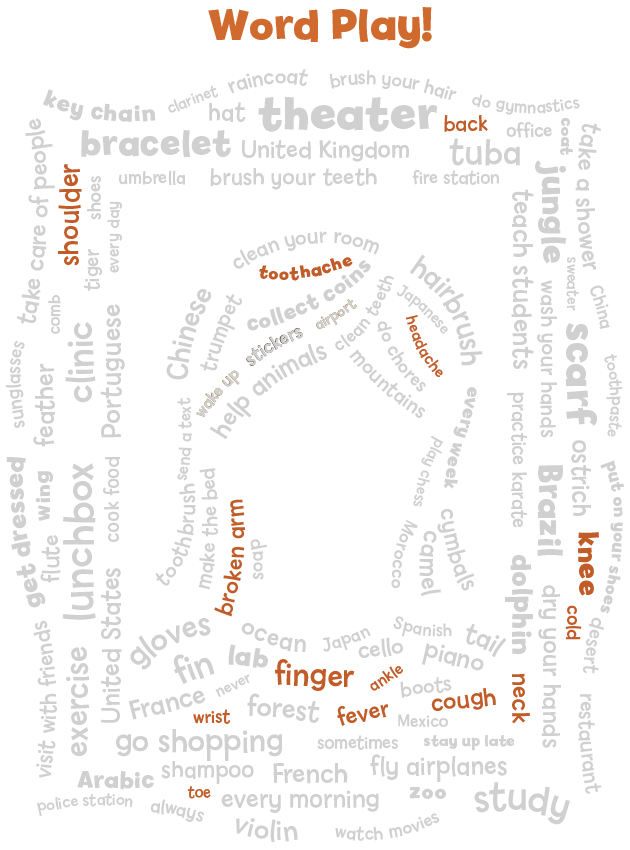 Word Play!
key chain
clarinet
raincoat
brush your hair
do gymnastics
hat
theater
back
office
coat
take a shower
bracelet
United Kingdom
tuba
umbrella
brush your teeth
fire station
take care of people
shoulder
shoes
every day
tiger
jungle
teach students
sweater
China
clean your room
toothache
collect coins
hairbrush
Japanese
clean teeth
airport
stickers
Chinese
trumpet
headache
do chores
mountains
help animals
wake up
comb
clinic
Portuguese
sunglasses
feather
wash your hands
scarf
toothpaste
send a text
every week
play chess
practice karate
ostrich
put on your shoes
get dressed
wing
lunchbox
cook food
toothbrush
make the bed
broken arm
soap
flute
Morocco
camel
cymbals
Brazil
knee
dolphin
cold
desert
dry your hands
United States
visit with friends
exercise
gloves
ocean
Japan
Spanish
tail
cello
piano
fin
lab
finger
ankle
boots
never
France
wrist
forest
fever
Mexico
cough
neck
restaurant
go shopping
sometimes
stay up late
Arabic
shampoo
French
fly airplanes
police station
always
toe
every morning
zoo
study
violin
watch movies